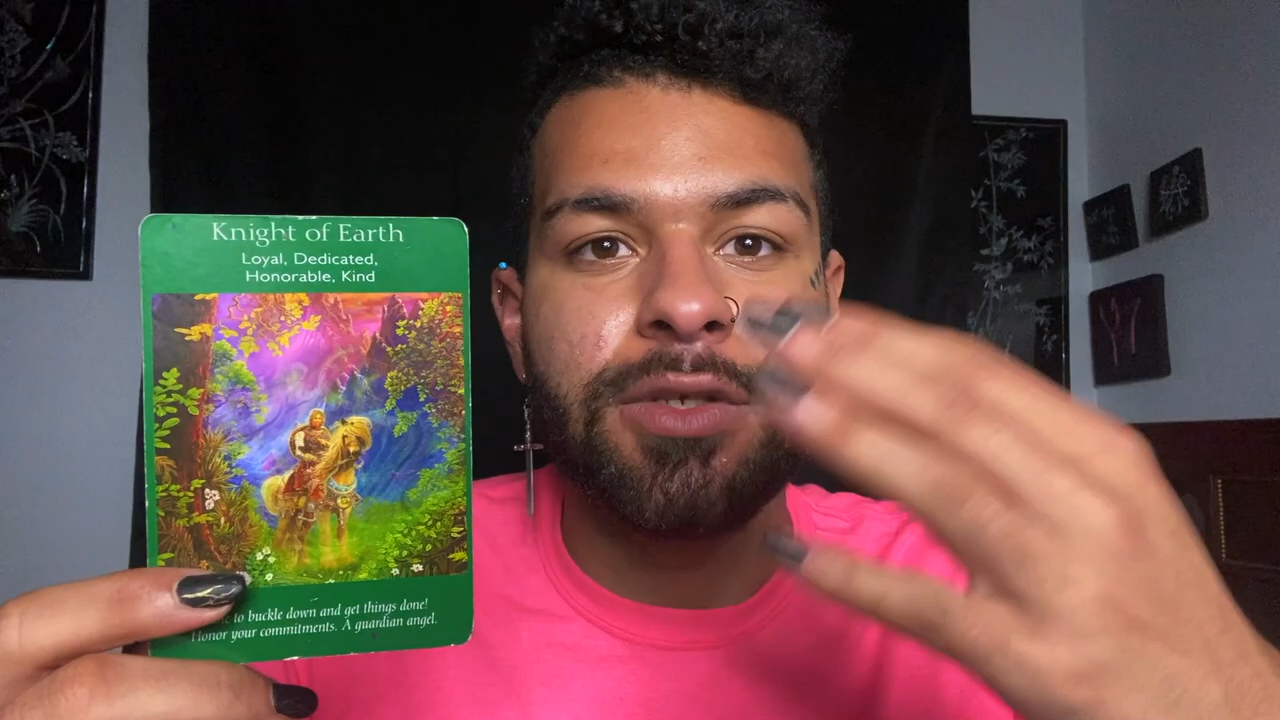 Knight of Earth
Loyal, Dedicated,
Honorable, Kind
to buckle down and get things done!
Honor your commitments. A guardian angel.